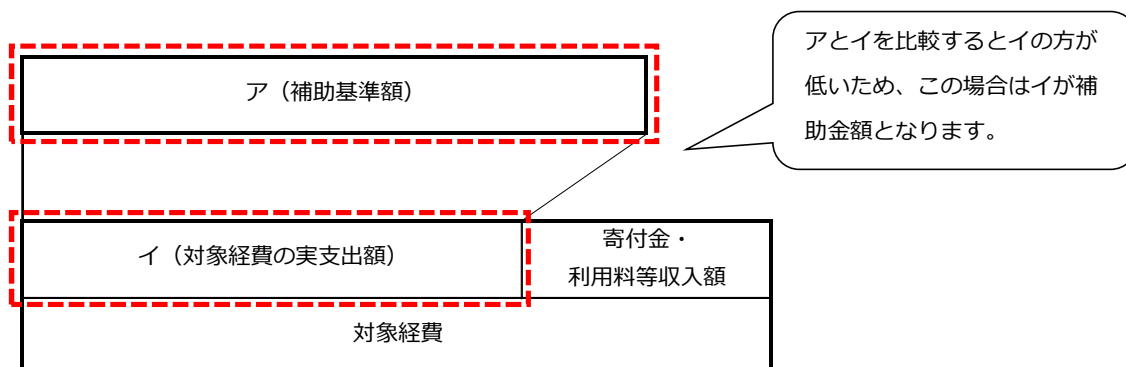 アとイを比較するとイの方が
低いため、この場合はイが補
助金額となります。
ア（補助基準額）
イ（対象経費の実支出額）
寄付金・
利用料等収入額
対象経費